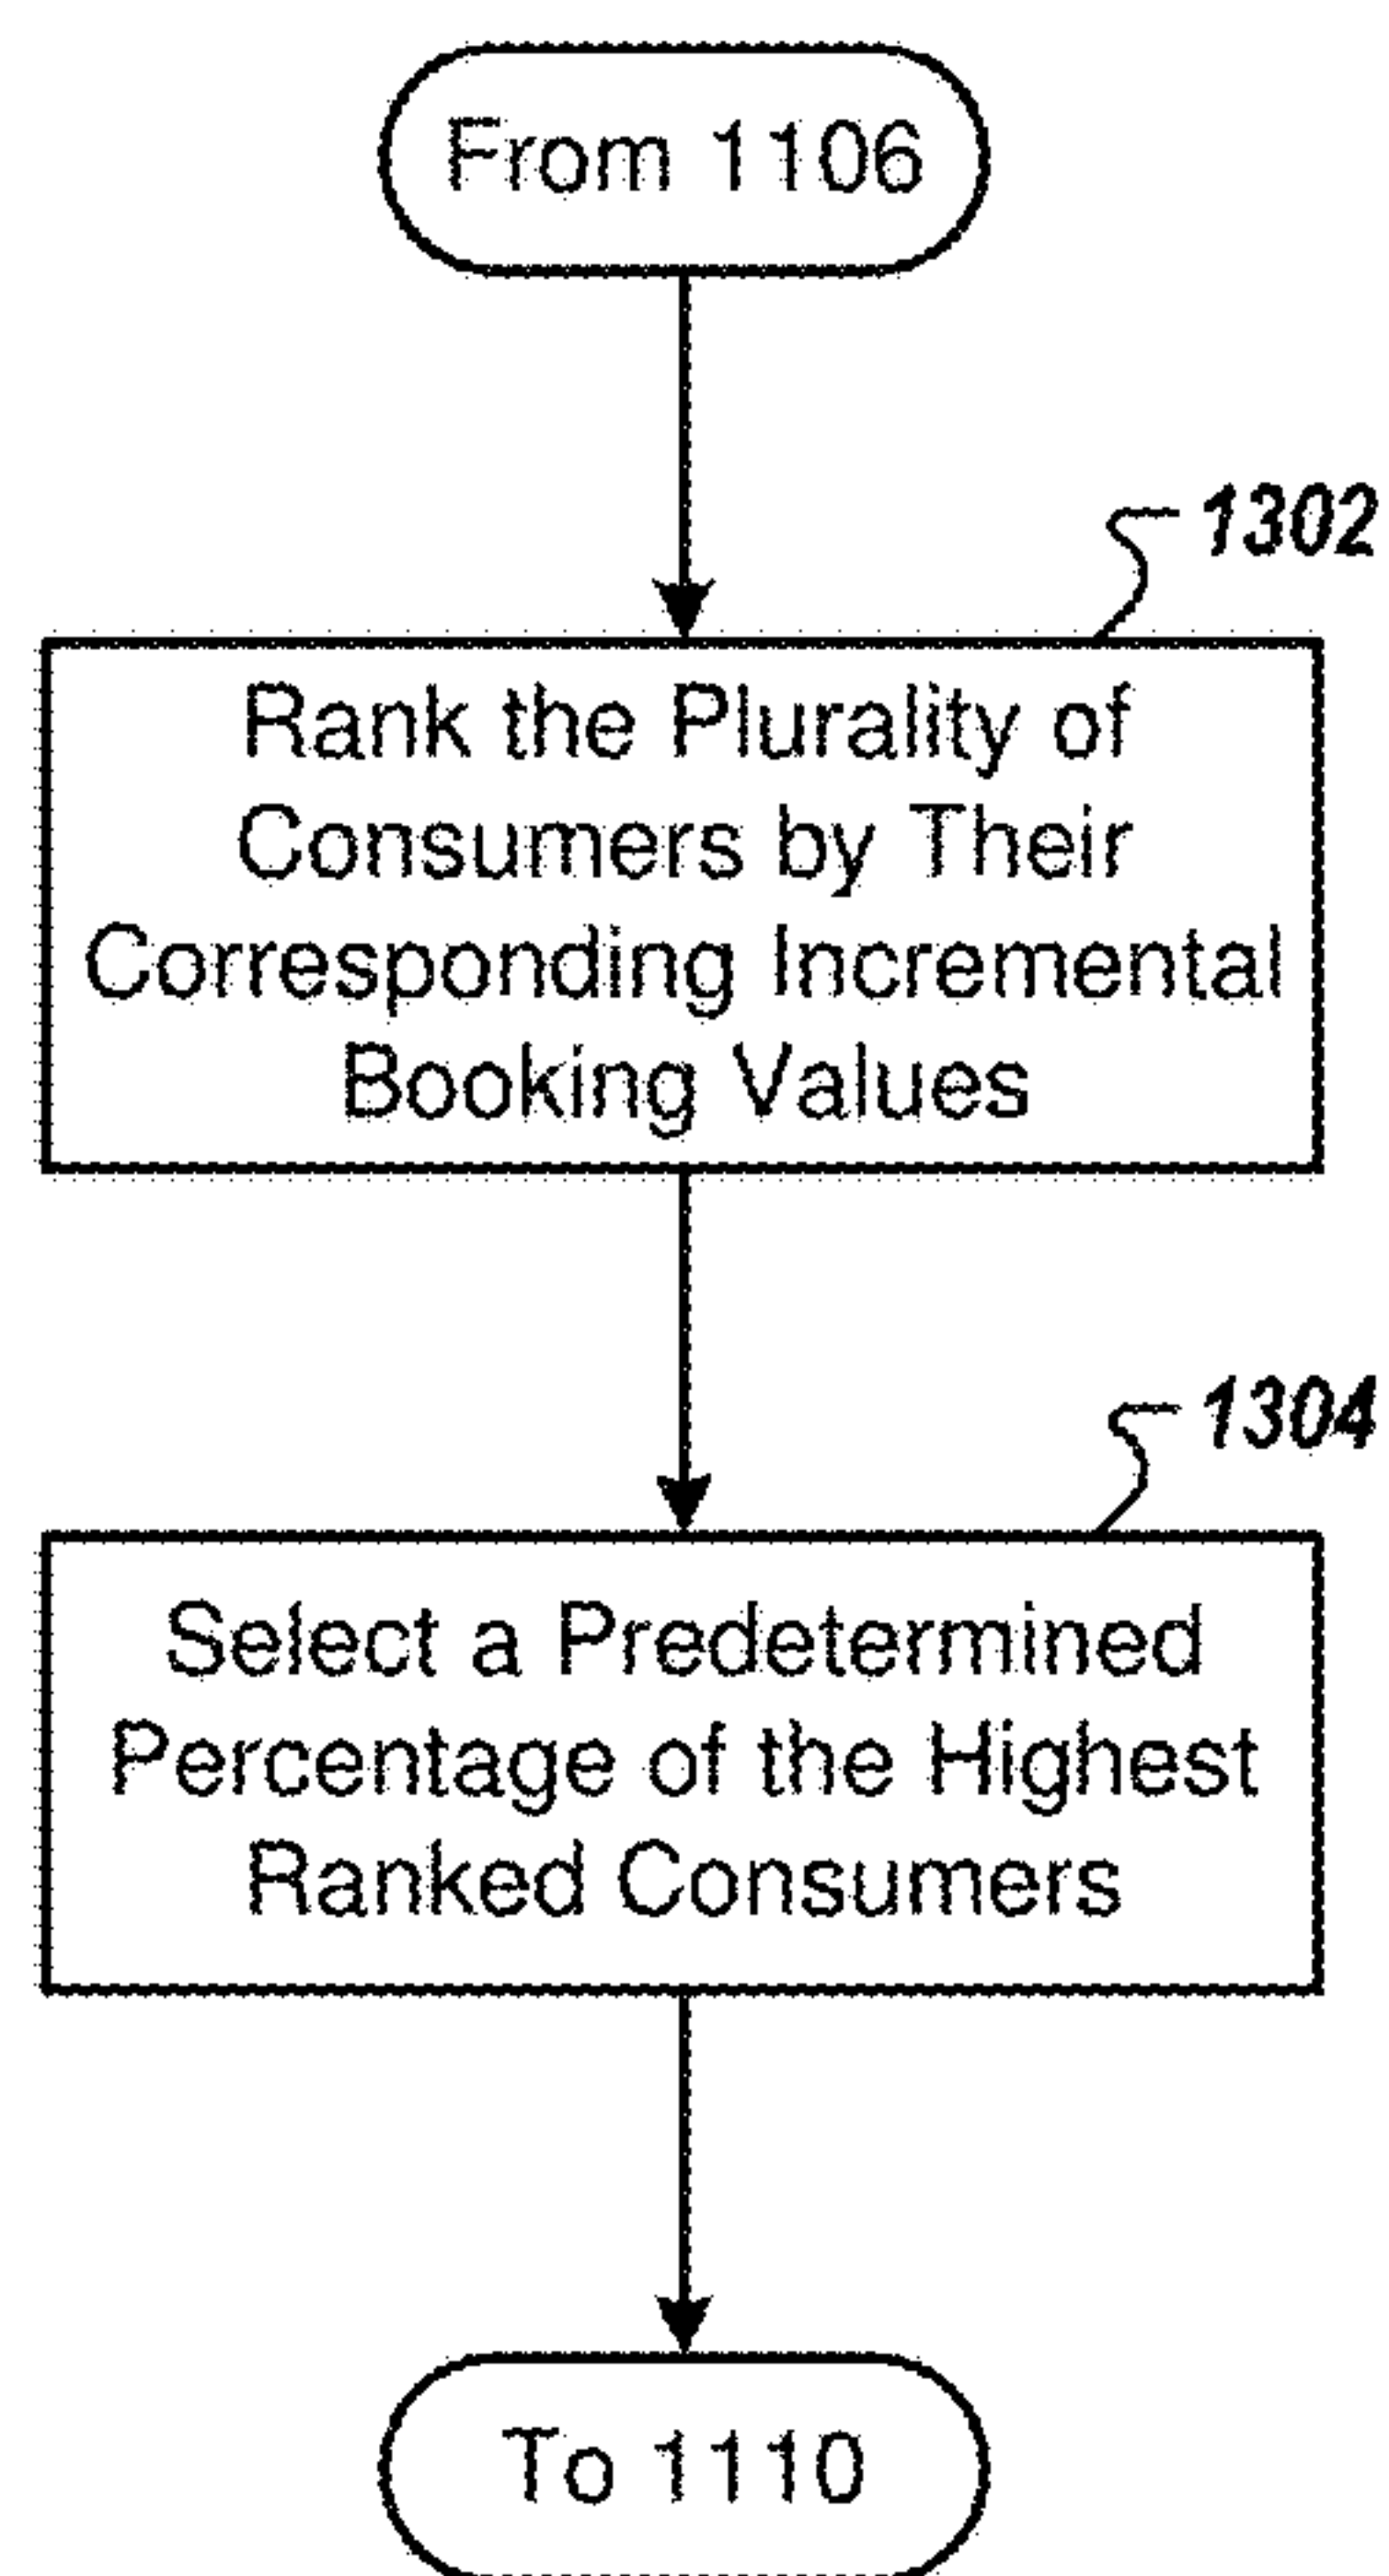 From 1106
1302
Rank the Plurality of
Consumers by Their
Corresponding Incremental
Booking Values
1304
Select a Predetermined
Percentage of the Highest
Ranked Consumers
To 1110